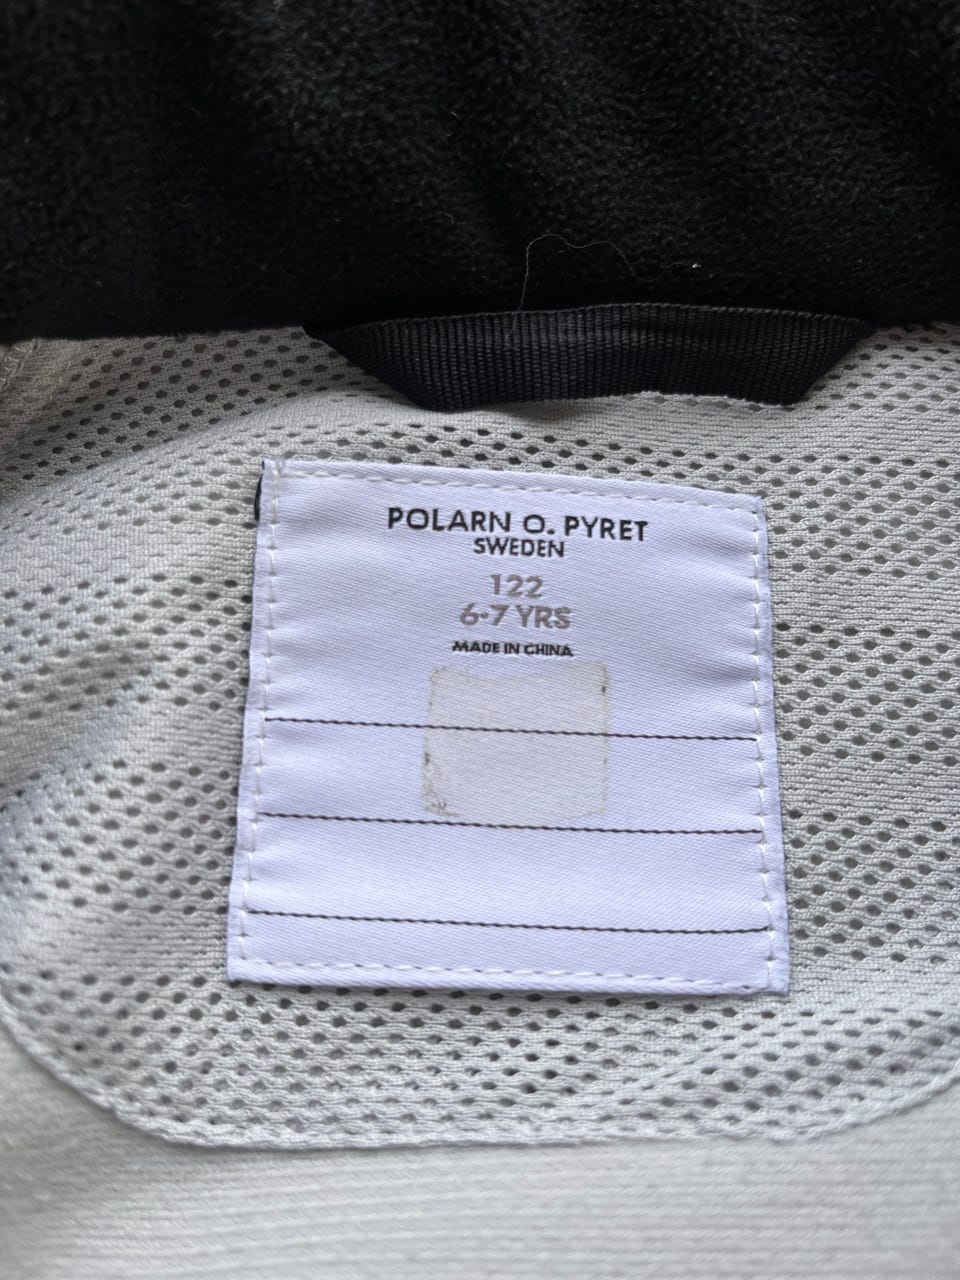 POLARN O. PYRET
SWEDEN
122
6-7 YRS
MADE IN CHINA